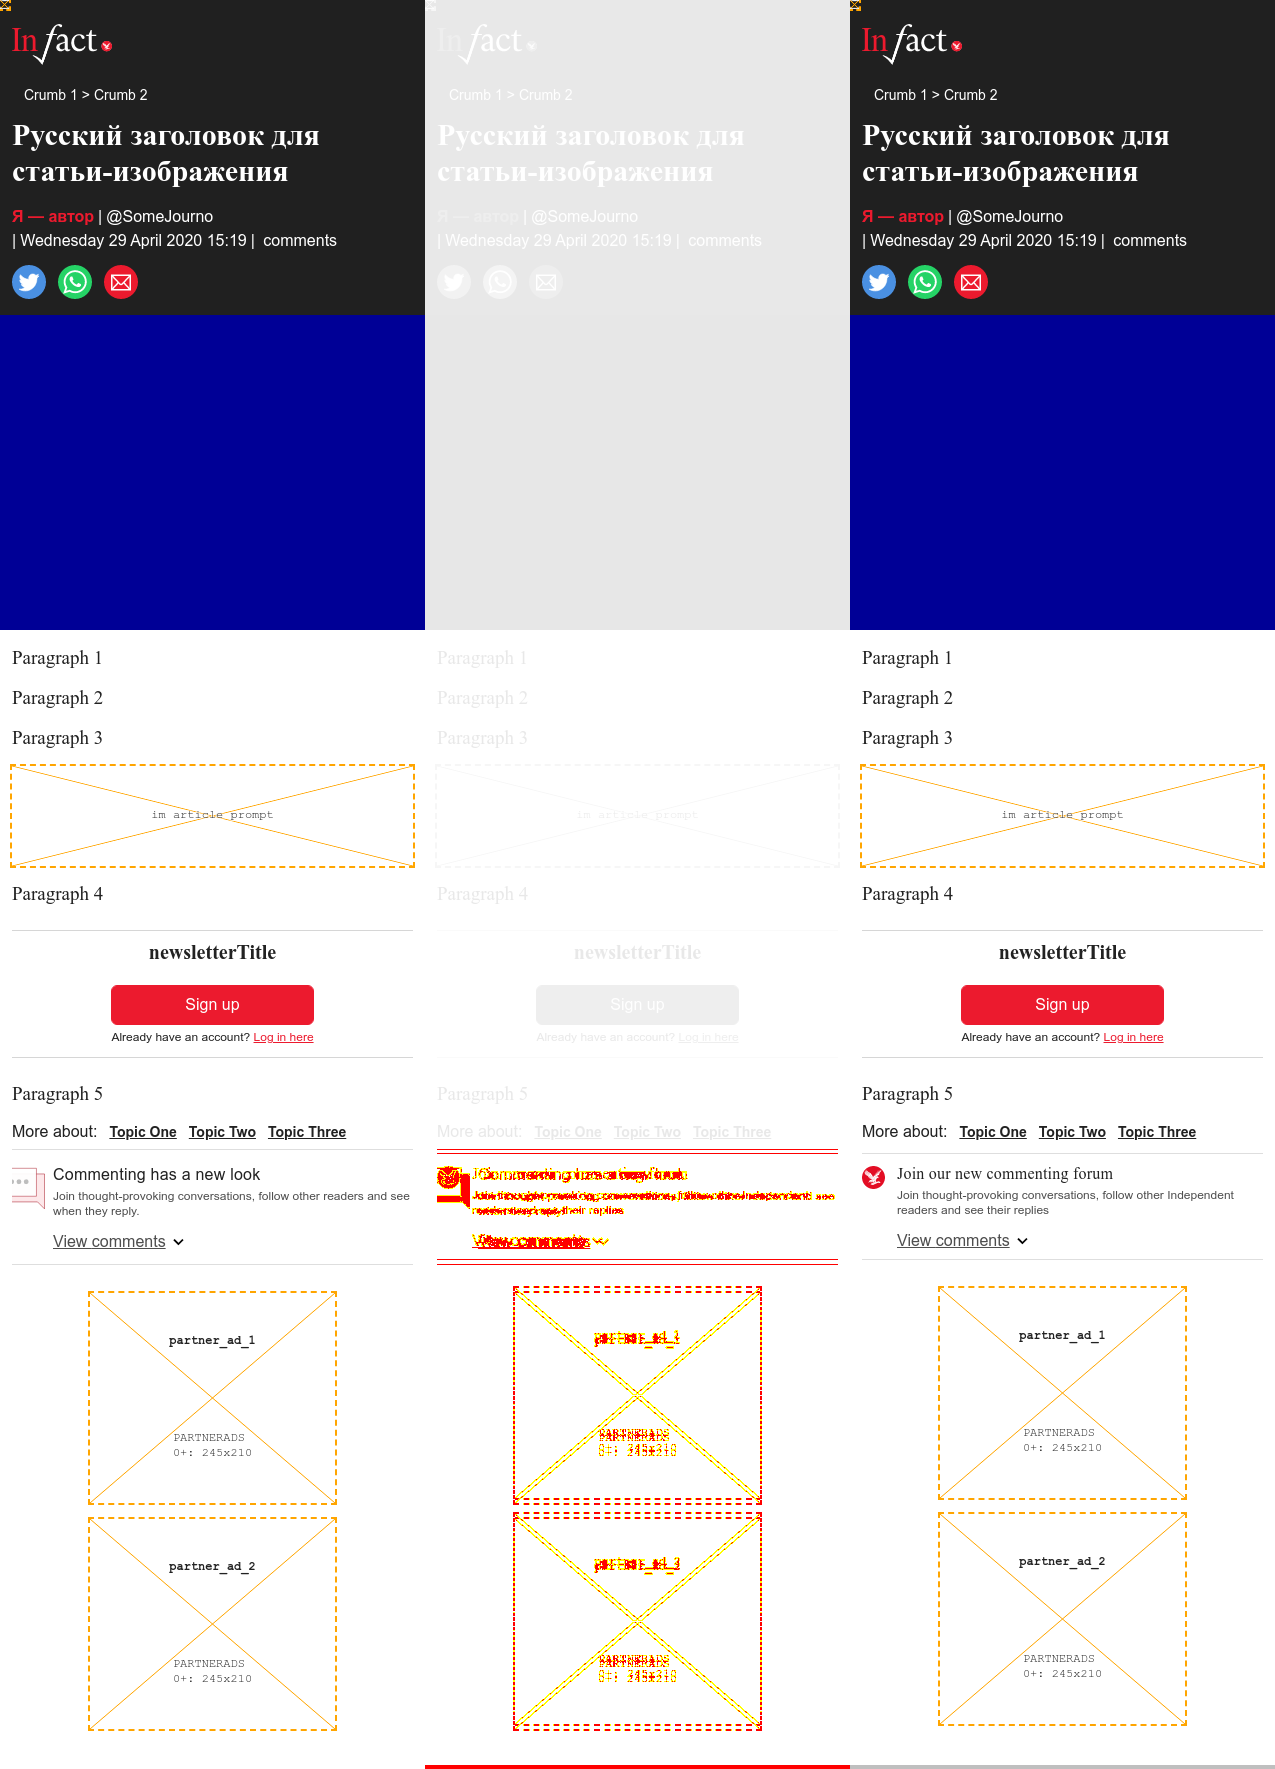 In fact
Crumb 1 > Crumb 2
Русский заголовок для
статьи-изображения
Я — автор | @SomeJourno
| Wednesday 29 April 2020 15:19 | comments
Paragraph 1
Paragraph 2
Paragraph 3
im article prompt
Paragraph 4
newsletterTitle
Sign up
Already have an account? Log in here
Paragraph 5
More about: Topic One Topic Two Topic Three
Commenting has a new look
Join thought-provoking conversations, follow other readers and see
when they reply.
View comments
partner_ad_1
PARTNERADS
0+: 245x210
partner_ad_2
PARTNERADS
0+: 245x210
In fact
Crumb 1 > Crumb 2
Русский заголовок для
статьи-изображения
Я — автор | @SomeJourno
| Wednesday 29 April 2020 15:19 | comments
Paragraph 1
Paragraph 2
Paragraph 3
im article prompt
Paragraph 4
newsletterTitle
Sign up
Already have an account? Log in here
Paragraph 5
More about: Topic One Topic Two Topic Three
In fact
Crumb 1 > Crumb 2
Русский заголовок для
статьи-изображения
Я — автор | @SomeJourno
| Wednesday 29 April 2020 15:19 | comments
Paragraph 1
Paragraph 2
Paragraph 3
im article prompt
Paragraph 4
newsletterTitle
Sign up
Already have an account? Log in here
Paragraph 5
More about: Topic One Topic Two Topic Three
Join our new commenting forum
Join thought-provoking conversations, follow other Independent
readers and see their replies
View comments
partner_ad_1
PARTNERADS
0+: 245x210
partner_ad_2
PARTNERADS
0+: 245x210